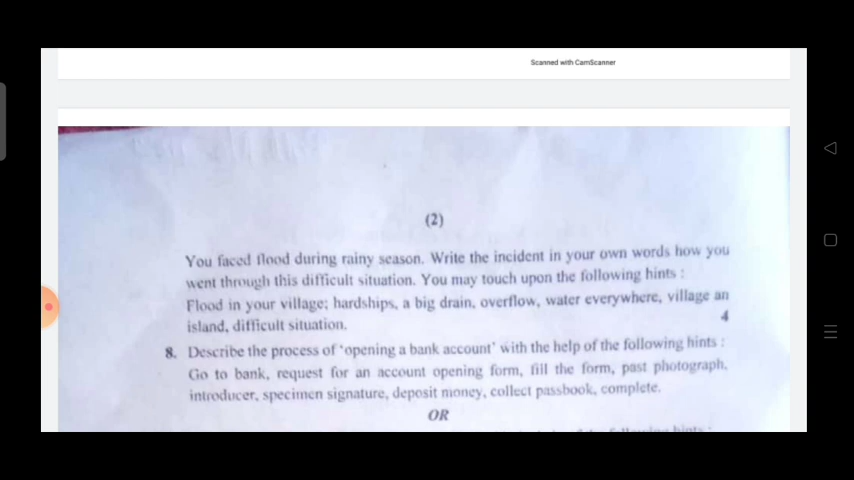 Scanned with CamScanner
(2)
You faced flood during rainy season. Write the incident in your own words how you
went through this difficult situation. You may touch upon the following hints :
Flood in your village; hardships, a big drain, overflow, water everywhere, village an
island, difficult situation. 4
8. Describe the process of 'opening a bank account' with the help of the following hints :
Go to bank, request for an account opening form, fill the form, past photograph,
introducer, specimen signature, deposit money, collect passbook, complete.
OR
following hints :